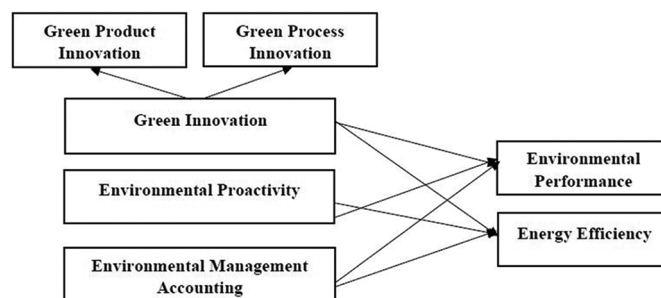 Green Product
Innovation
Green Process
Innovation
Green Innovation
Environmental Proactivity
Environmental Management
Accounting
Environmental
Performance
Energy Efficiency